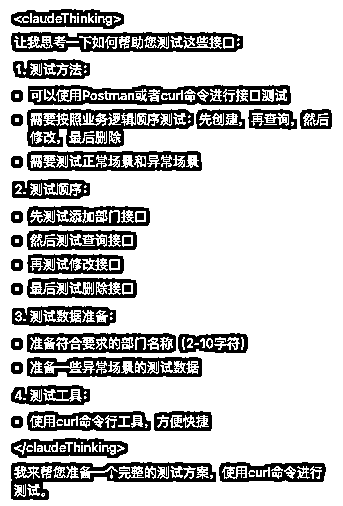 <claudeThinking>
让我思考一下如何帮助您测试这些接口：
1. 测试方法：
可以使用Postman或者curl命令进行接口测试
需要按照业务逻辑顺序测试：先创建，再查询，然后
修改，最后删除
需要测试正常场景和异常场景
2. 测试顺序：
先测试添加部门接口
然后测试查询接口
再测试修改接口
最后测试删除接口
3. 测试数据准备：
准备符合要求的部门名称（2-10字符）
准备一些异常场景的测试数据
4. 测试工具：
使用curl命令行工具，方便快捷
</claudeThinking>
我来帮您准备一个完整的测试方案，使用curl命令进行
测试。